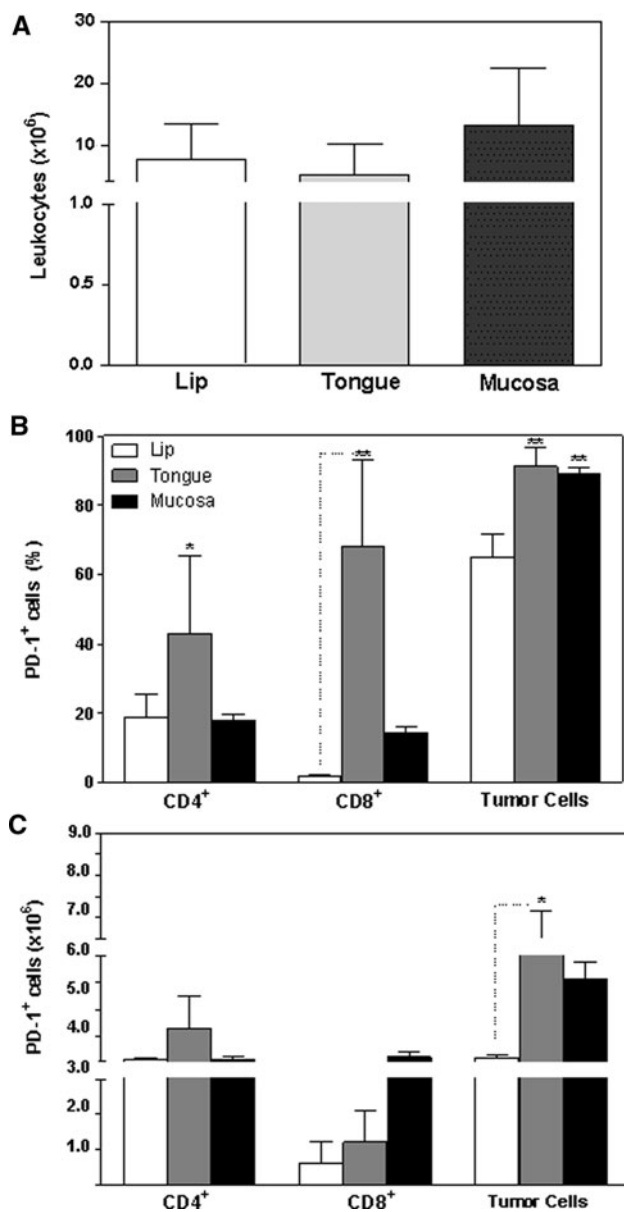 A
Leukocytes (x10⁶)
30
20
10
1.0
0.5
0.0
Lip Tongue Mucosa
B
PD-1⁺ cells (%)
100
80
60
40
20
0
Lip
Tongue
Mucosa
* ** ** **
CD4⁺ CD8⁺ Tumor Cells
C
PD-1⁺ cells (x10⁶)
9.0
8.0
7.0
6.0
5.0
4.0
3.0
2.0
1.0
*
CD4⁺ CD8⁺ Tumor Cells